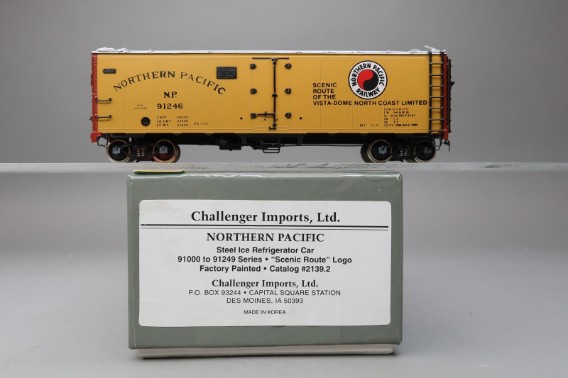 NORTHERN PACIFIC
N.P.
91246
SCENIC
ROUTE
OF THE
VISTA-DOME NORTH COAST LIMITED
NORTHERN PACIFIC
RAILWAY
Challenger Imports, Ltd.
NORTHERN PACIFIC
Steel Ice Refrigerator Car
91000 to 91249 Series • "Scenic Route" Logo
Factory Painted • Catalog #2139.2
Challenger Imports, Ltd.
P.O. BOX 93244 • CAPITAL SQUARE STATION
DES MOINES, IA 50393
MADE IN KOREA